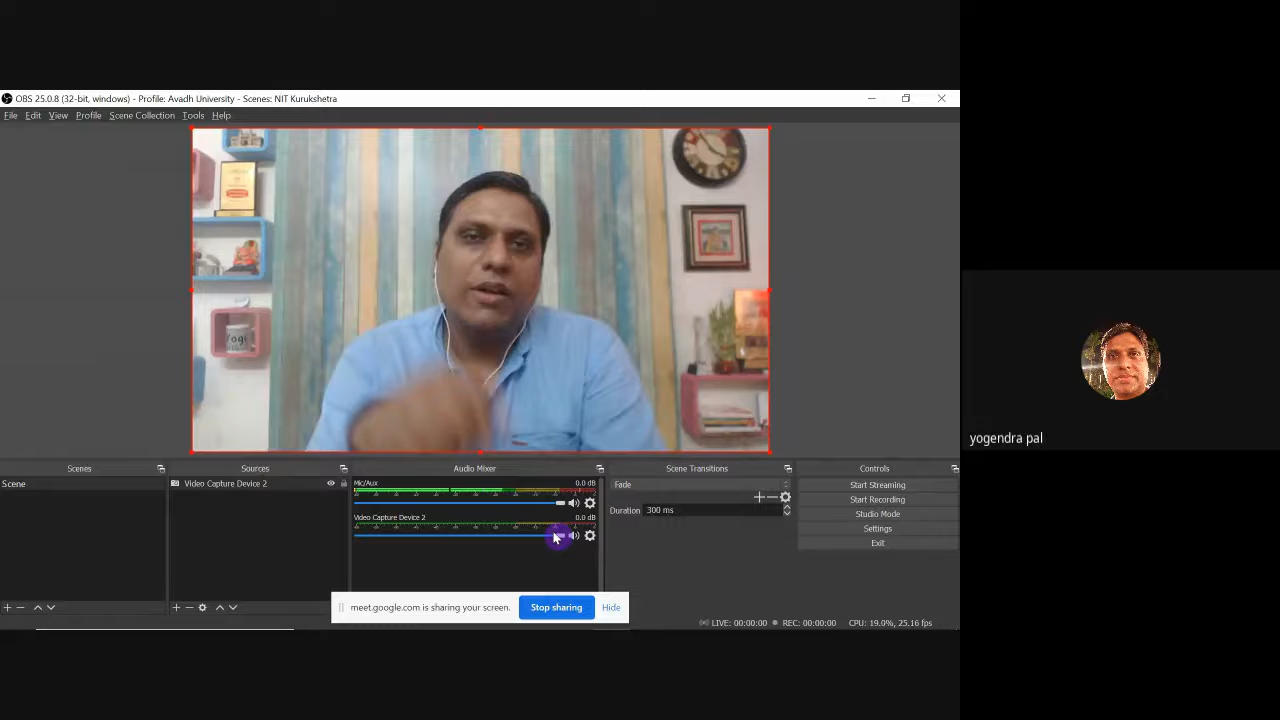 OBS 25.0.8 (32-bit, windows) - Profile: Avadh University - Scenes: NIT Kurukshetra
File Edit View Profile Scene Collection Tools Help
Yogi
yogendra pal
Scenes
Scene
Sources
Video Capture Device 2
Audio Mixer
Mic/Aux 0.0 dB
Video Capture Device 2 0.0 dB
Scene Transitions
Fade
Duration 300 ms
Controls
Start Streaming
Start Recording
Studio Mode
Settings
Exit
meet.google.com is sharing your screen. Stop sharing Hide
LIVE: 00:00:00 REC: 00:00:00 CPU: 19.0%, 25.16 fps